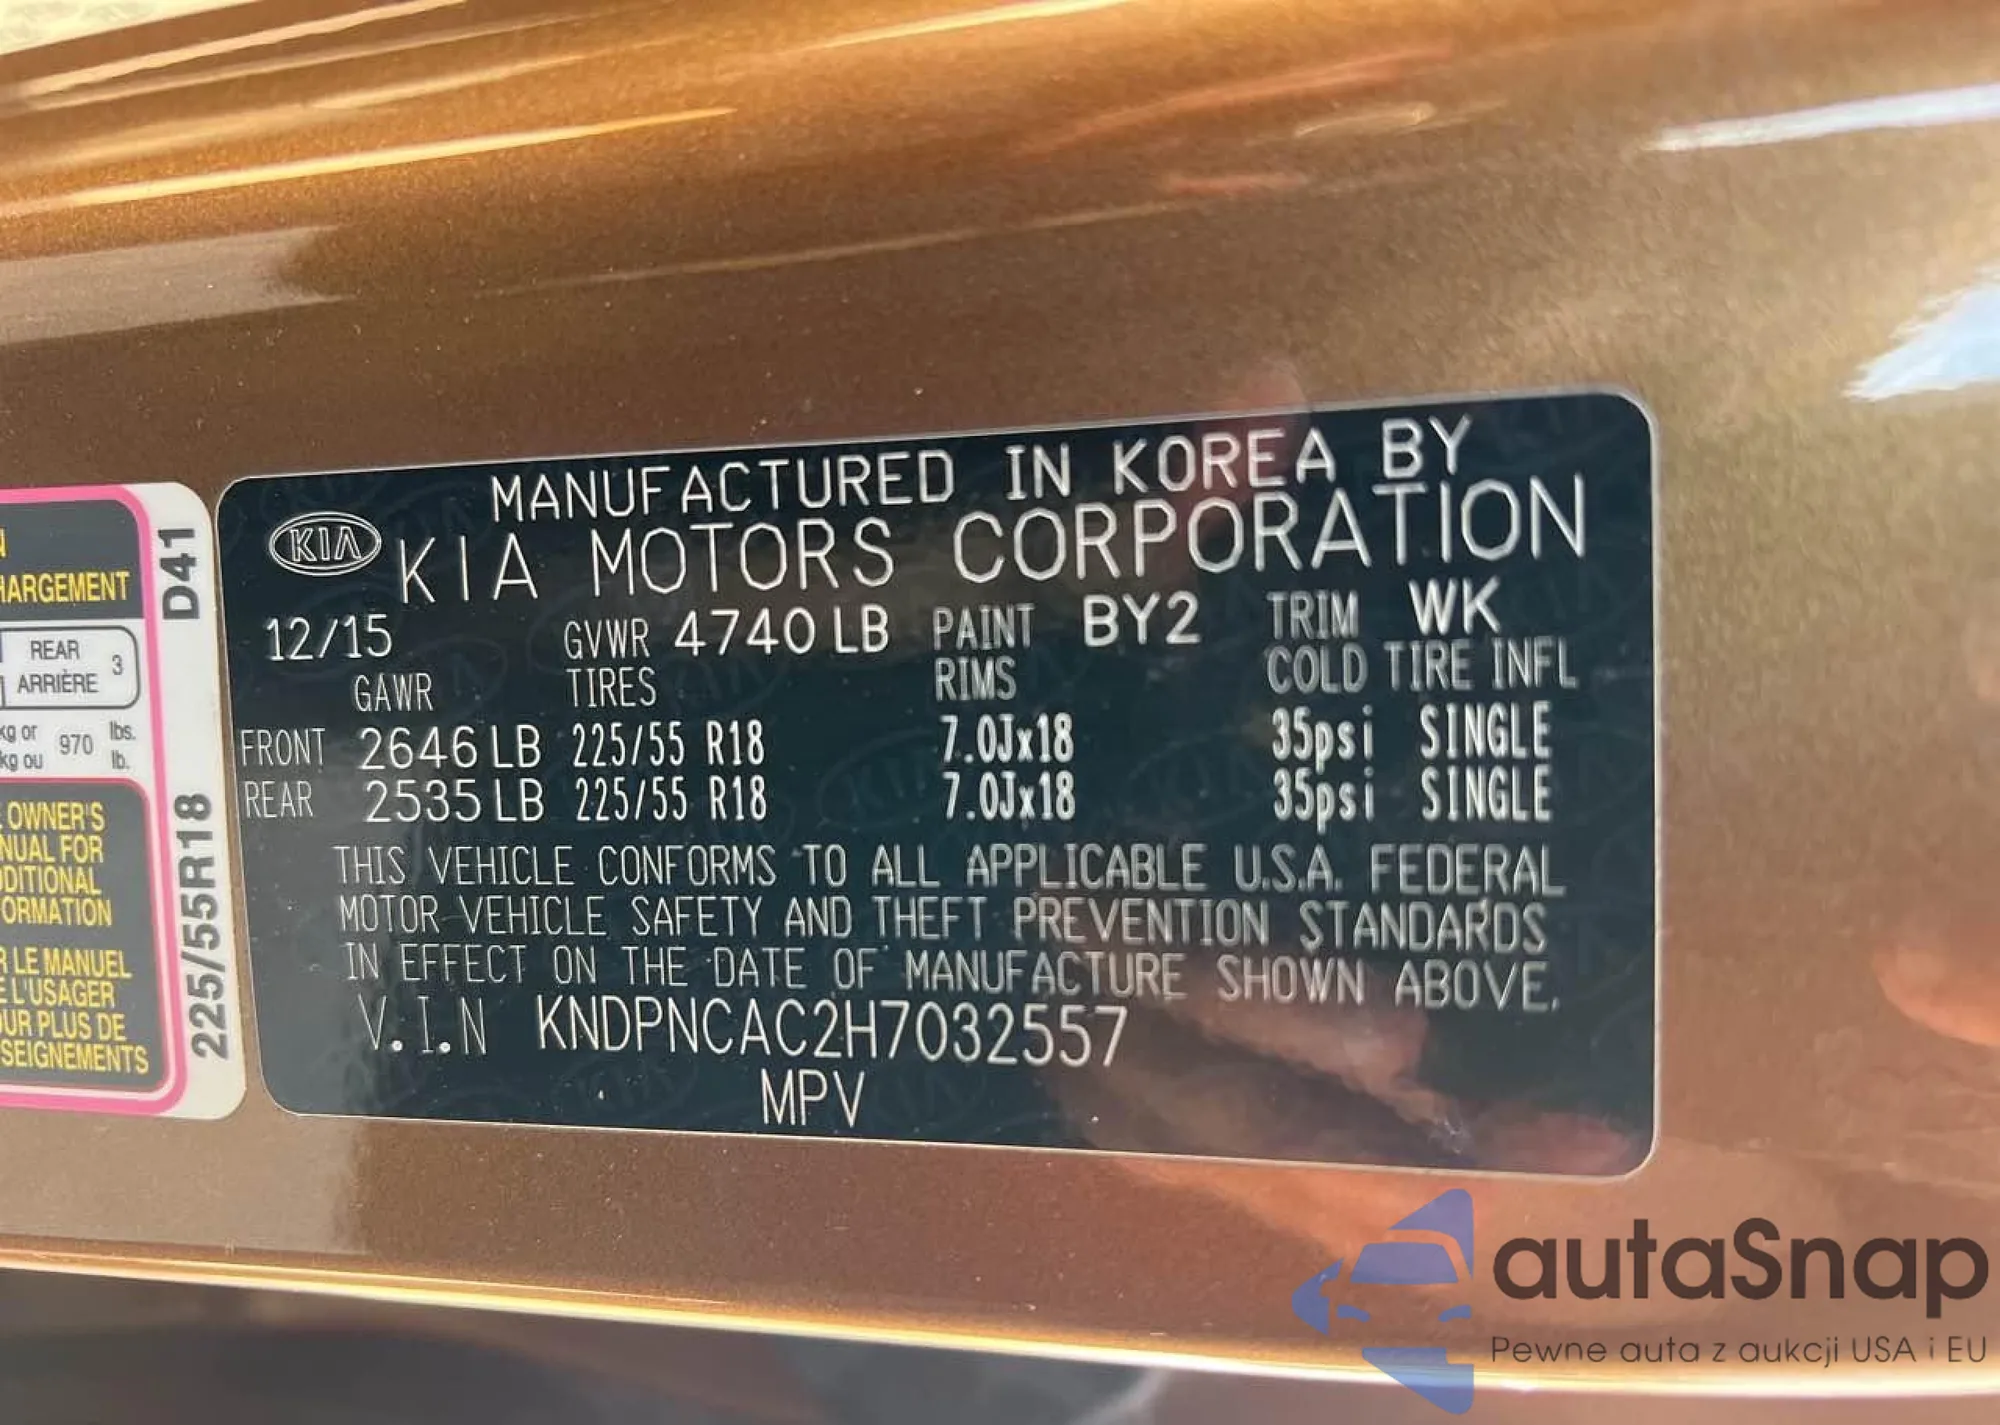 MANUFACTURED IN KOREA BY
KIA KIA MOTORS CORPORATION
12/15 GVWR 4740 LB PAINT BY2 TRIM WK
GAWR TIRES RIMS COLD TIRE INFL
FRONT 2646 LB 225/55 R18 7.0Jx18 35psi SINGLE
REAR 2535 LB 225/55 R18 7.0Jx18 35psi SINGLE
THIS VEHICLE CONFORMS TO ALL APPLICABLE U.S.A. FEDERAL
MOTOR VEHICLE SAFETY AND THEFT PREVENTION STANDARDS
IN EFFECT ON THE DATE OF MANUFACTURE SHOWN ABOVE.
V.I.N KNDPNCAC2H7032557
MPV
HARGEMENT
REAR
ARRIÈRE 3
kg or
kg ou 970 lbs.
lb.
OWNER'S
NUAL FOR
DDITIONAL
ORMATION
R LE MANUEL
E L'USAGER
OUR PLUS DE
SEIGNEMENTS
D41
225/55R18
autaSnap
Pewne auta z aukcji USA i EU